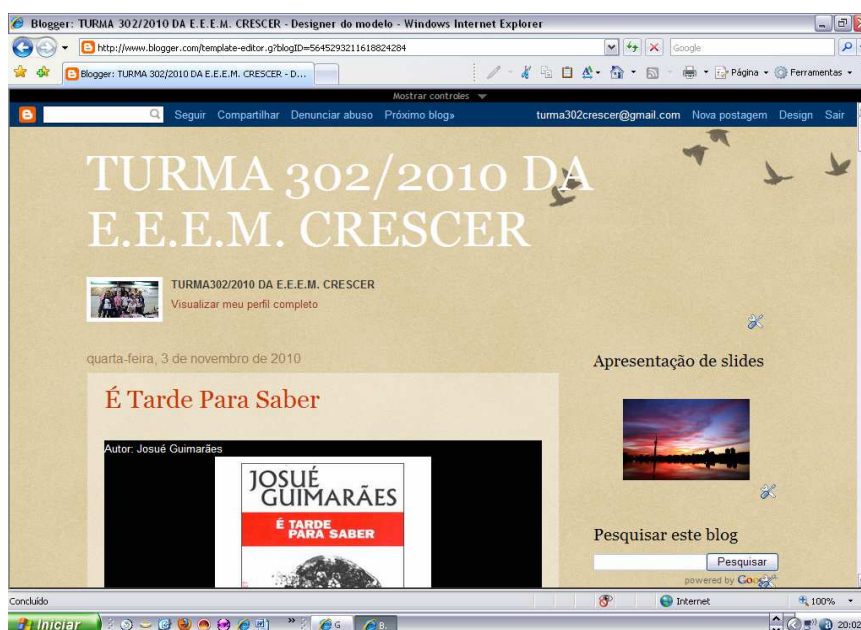 Blogger: TURMA 302/2010 DA E.E.E.M. CRESCER - Designer do modelo - Windows Internet Explorer
http://www.blogger.com/template-editor.g?blogID=5645293211618824284
Google
Blogger: TURMA 302/2010 DA E.E.E.M. CRESCER - D...
Página
Ferramentas
Mostrar controles
Seguir Compartilhar Denunciar abuso Próximo blog»
turma302crescer@gmail.com Nova postagem Design Sair
TURMA 302/2010 DA
E.E.E.M. CRESCER
TURMA302/2010 DA E.E.E.M. CRESCER
Visualizar meu perfil completo
quarta-feira, 3 de novembro de 2010
Apresentação de slides
É Tarde Para Saber
Autor: Josué Guimarães
JOSUÉ
GUIMARÃES
É TARDE
PARA SABER
Pesquisar este blog
Pesquisar
powered by
Concluído
Internet
100%
Iniciar
G
B.
20:02